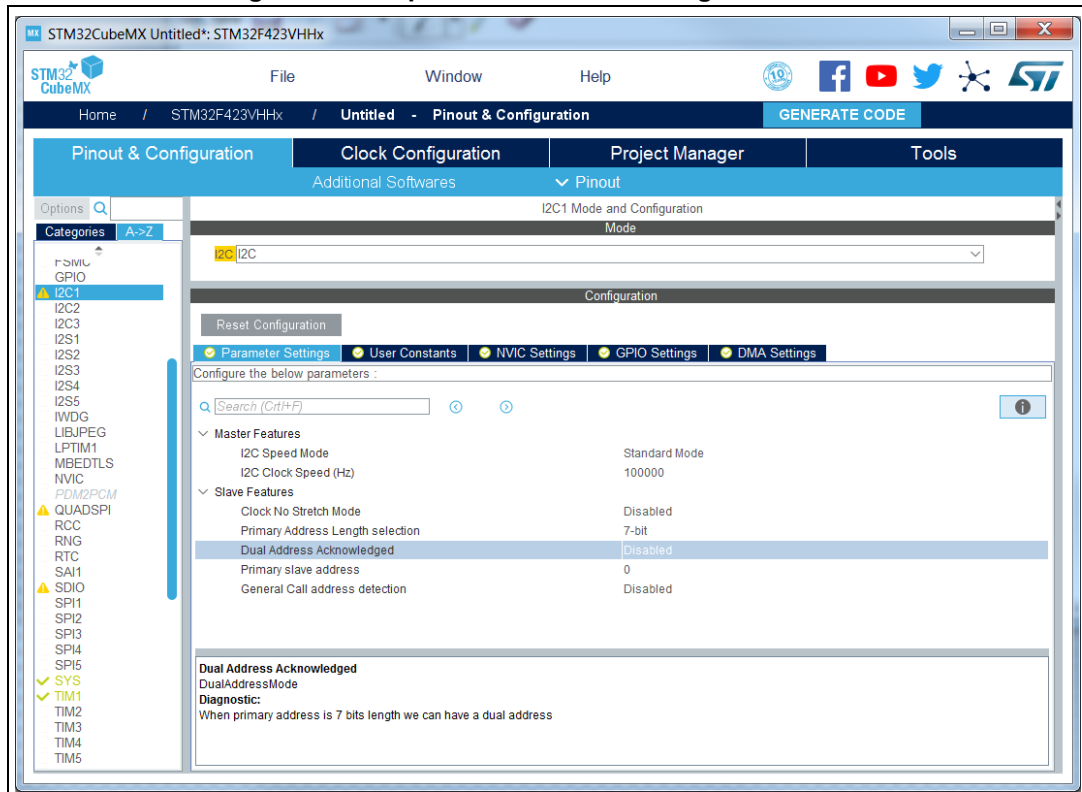 MX STM32CubeMX Untitled*: STM32F423VHHx
STM32 CubeMX
File Window Help
10
Home / STM32F423VHHx / Untitled - Pinout & Configuration GENERATE CODE
Pinout & Configuration Clock Configuration Project Manager Tools
Additional Softwares Pinout
Options I2C1 Mode and Configuration
Categories A->Z Mode
FSMC
I2C I2C
GPIO
I2C1
Configuration
I2C2
I2C3
Reset Configuration
I2S1
I2S2
Parameter Settings User Constants NVIC Settings GPIO Settings DMA Settings
I2S3
Configure the below parameters :
I2S4
I2S5
Search (Crtl+F)
IWDG
LIBJPEG
Master Features
LPTIM1
I2C Speed Mode Standard Mode
MBEDTLS
I2C Clock Speed (Hz) 100000
NVIC
PDM2PCM
Slave Features
QUADSPI
Clock No Stretch Mode Disabled
RCC
Primary Address Length selection 7-bit
RNG
RTC
Dual Address Acknowledged Disabled
SAI1
Primary slave address 0
SDIO
General Call address detection Disabled
SPI1
SPI2
SPI3
SPI4
SPI5
Dual Address Acknowledged
SYS
DualAddressMode
TIM1
Diagnostic:
TIM2
When primary address is 7 bits length we can have a dual address
TIM3
TIM4
TIM5